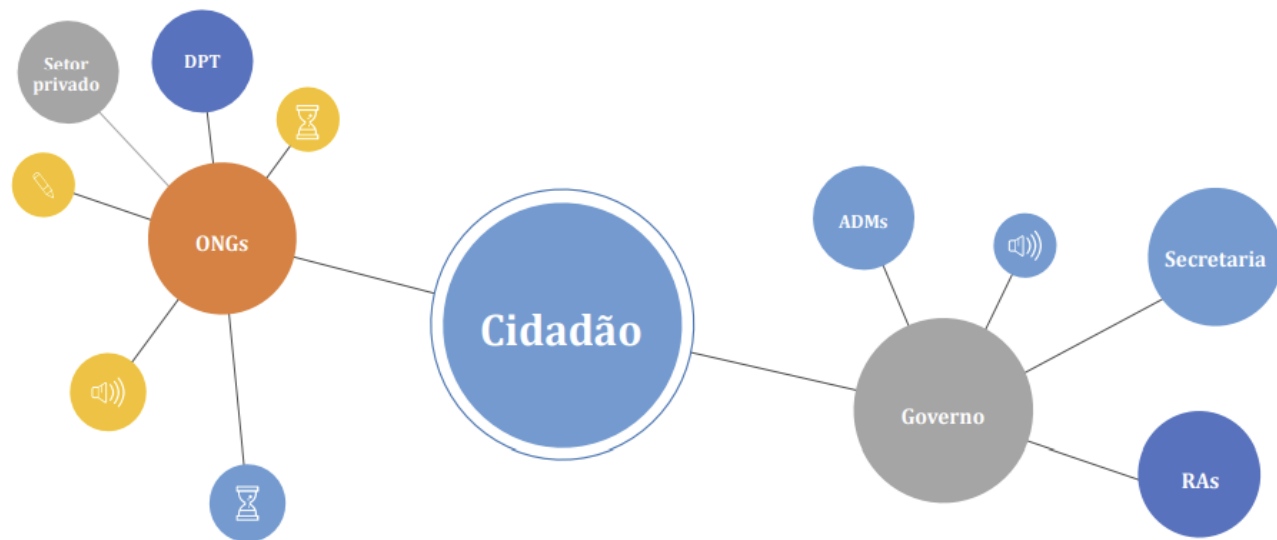 Setor
privado
DPT
ONGs
Cidadão
ADMs
Secretaria
Governo
RAs